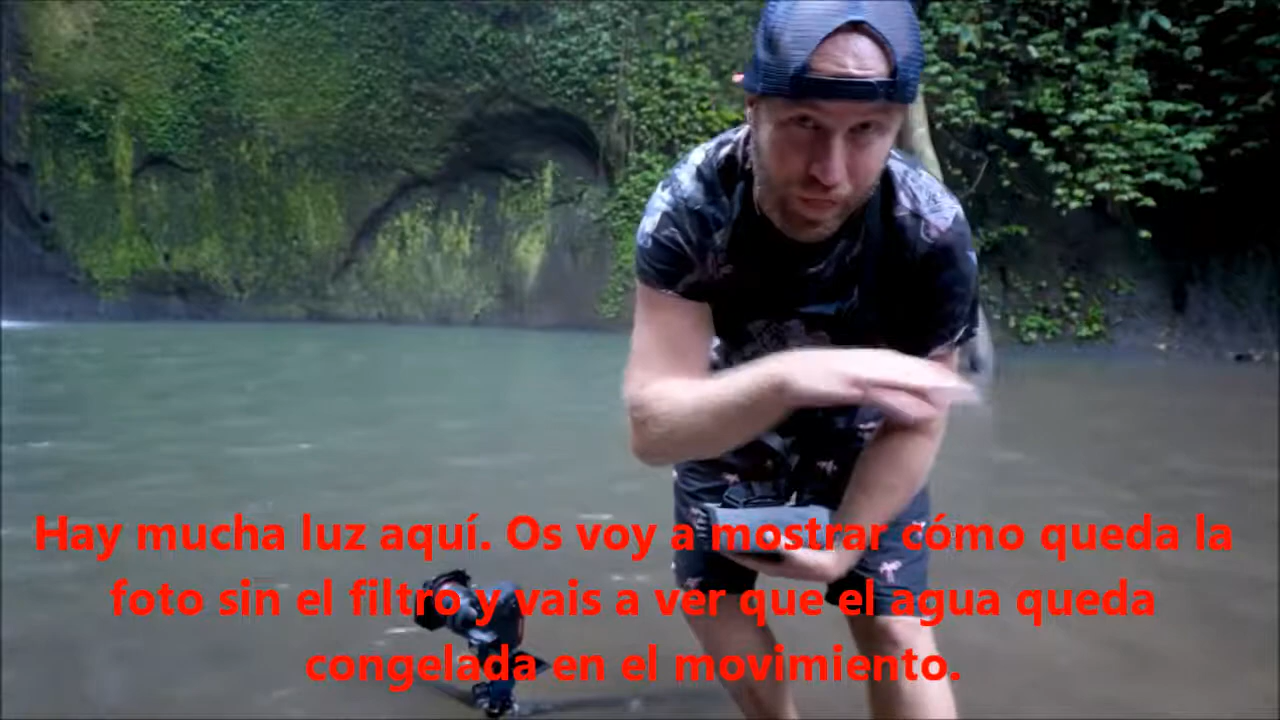 Hay mucha luz aquí. Os voy a mostrar cómo queda la
foto sin el filtro y vais a ver que el agua queda
congelada en el movimiento.